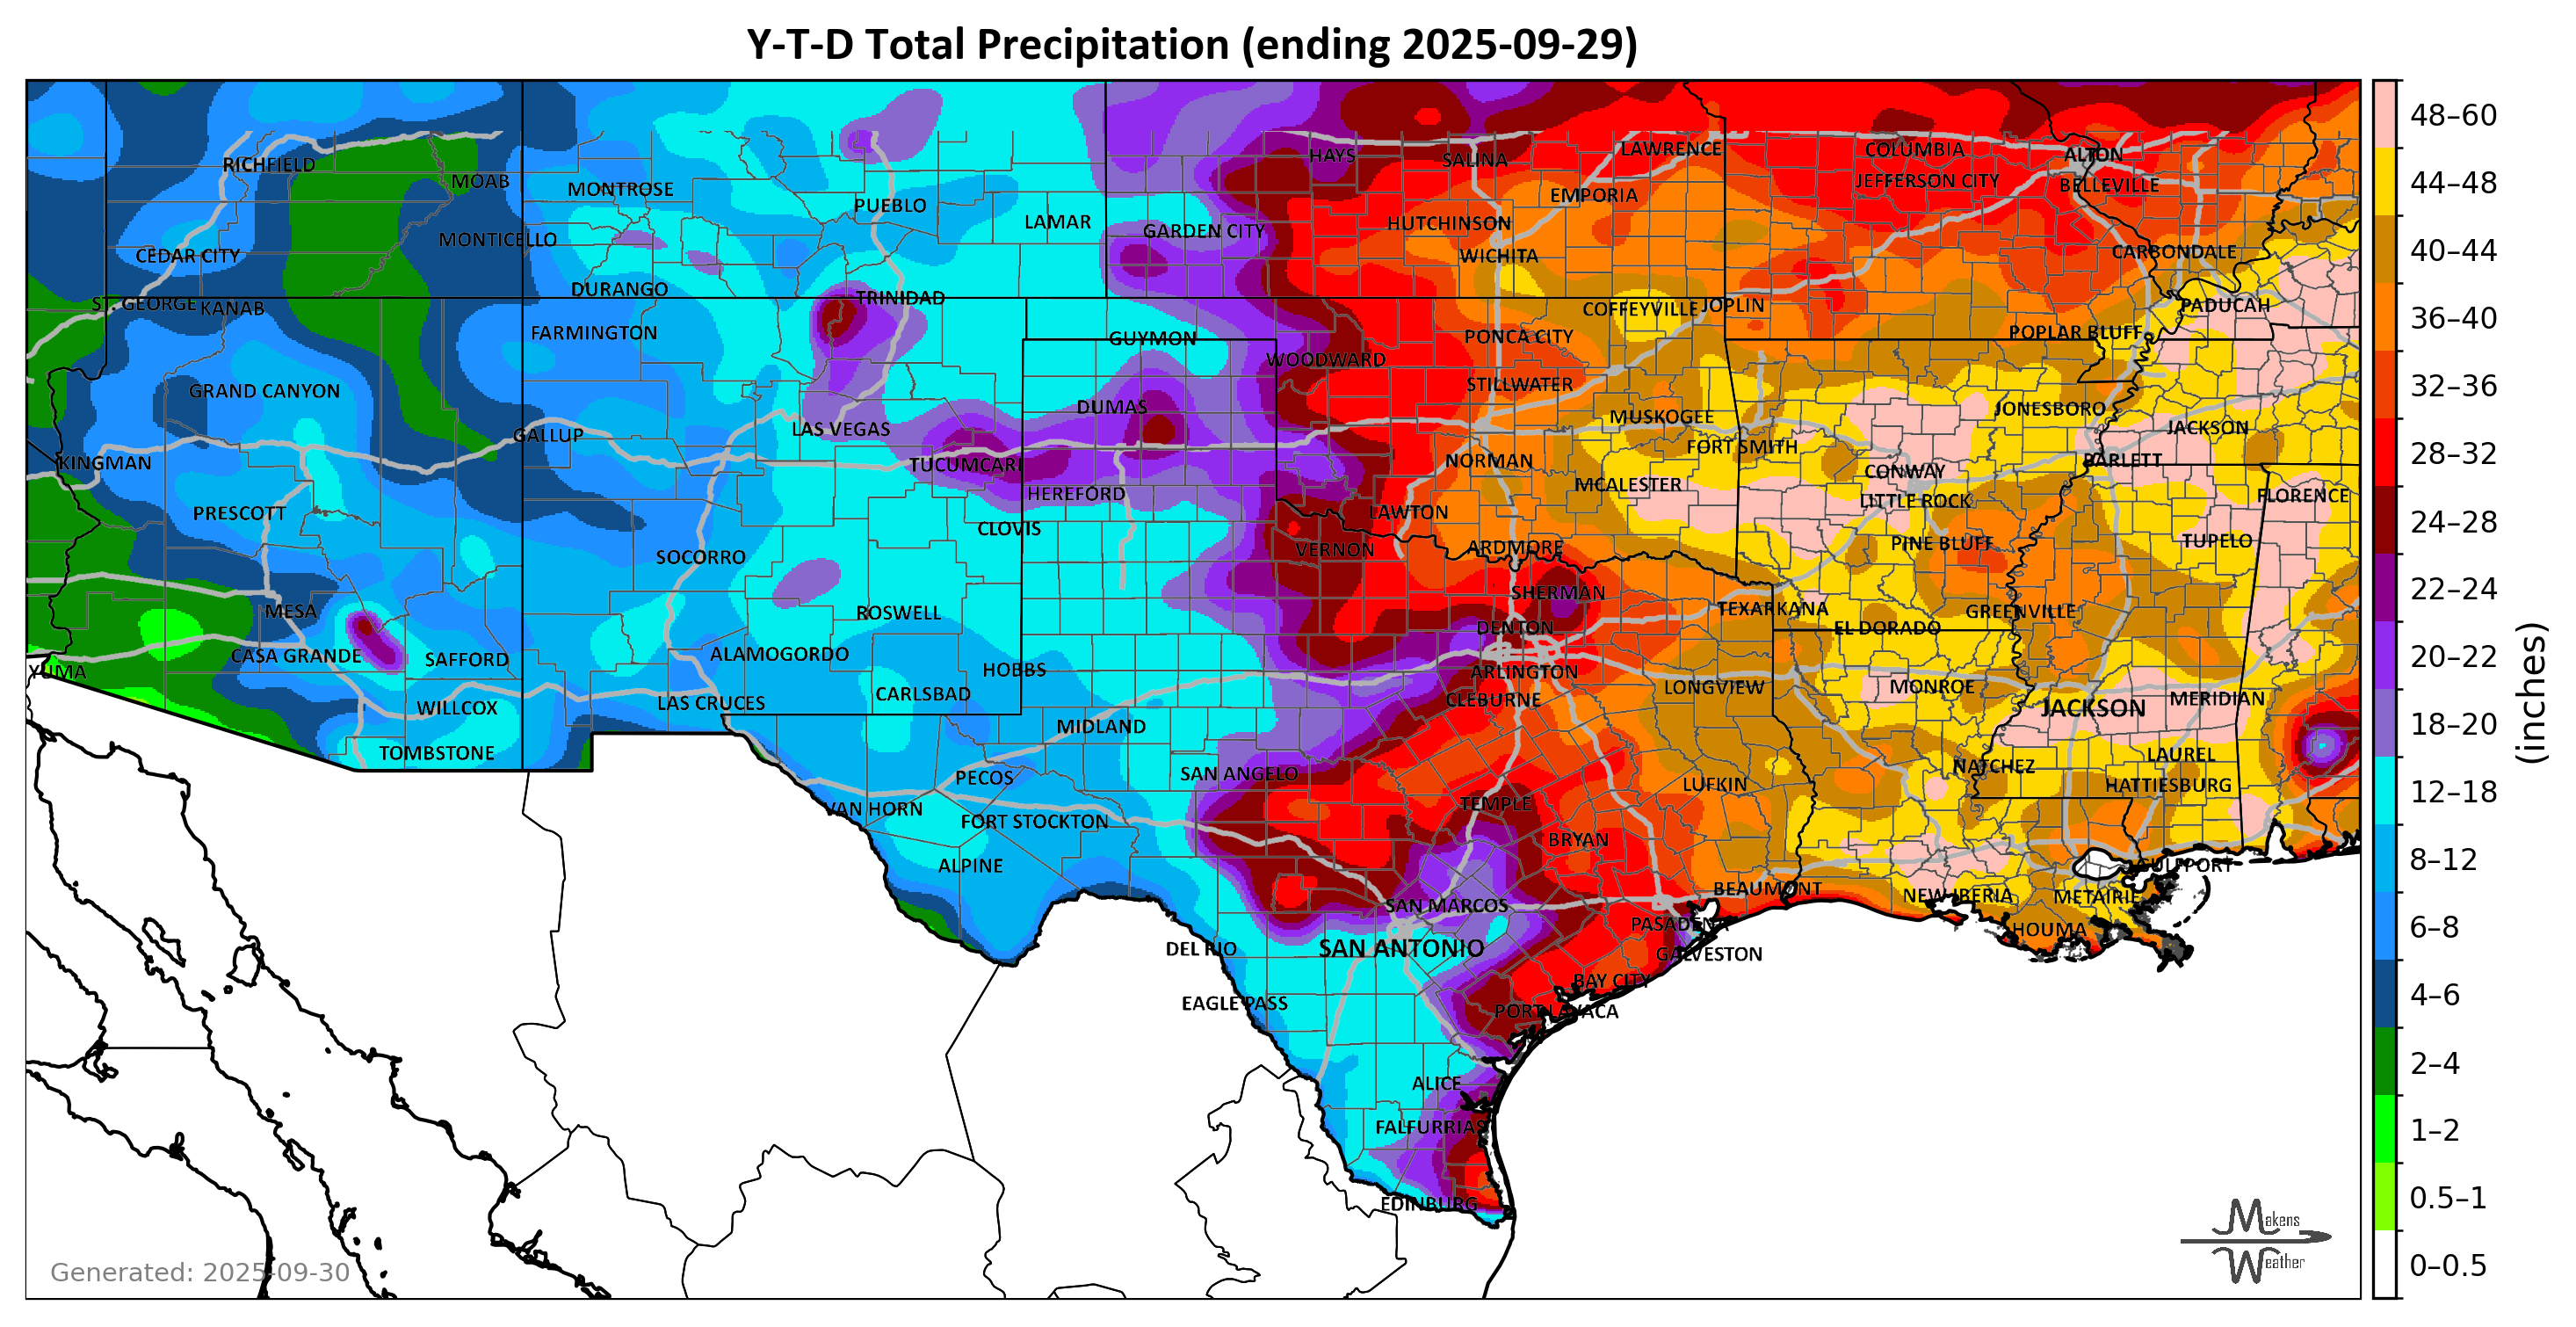 Y-T-D Total Precipitation (ending 2025-09-29)
HAYS
SALINA
LAWRENCE
COLUMBIA
ALTON
RICHFIELD
MOAB
MONTROSE
PUEBLO
EMPORIA
JEFFERSON CITY
BELLEVILLE
LAMAR
GARDEN CITY
HUTCHINSON
MONTICELLO
CEDAR CITY
WICHITA
CARBONDALE
DURANGO
TRINIDAD
ST. GEORGE
KANAB
COFFEYVILLE
JOPLIN
PADUCAH
FARMINGTON
GUYMON
PONCA CITY
POPLAR BLUFF
WOODWARD
GRAND CANYON
STILLWATER
DUMAS
MUSKOGEE
JONESBORO
GALLUP
LAS VEGAS
JACKSON
FORT SMITH
KINGMAN
TUCUMCARI
NORMAN
CONWAY
BARLETT
HEREFORD
MCALESTER
LITTLE ROCK
FLORENCE
PRESCOTT
CLOVIS
LAWTON
SOCORRO
VERNON
ARDMORE
PINE BLUFF
TUPELO
MESA
ROSWELL
SHERMAN
TEXARKANA
GREENVILLE
DENTON
EL DORADO
CASA GRANDE
SAFFORD
ALAMOGORDO
YUMA
HOBBS
ARLINGTON
LONGVIEW
MONROE
WILLCOX
LAS CRUCES
CARLSBAD
CLEBURNE
JACKSON
MERIDIAN
MIDLAND
TOMBSTONE
PECOS
SAN ANGELO
NATCHEZ
LAUREL
LUFKIN
HATTIESBURG
VAN HORN
FORT STOCKTON
TEMPLE
BRYAN
ALPINE
GULFPORT
BEAUMONT
NEW IBERIA
METAIRIE
SAN MARCOS
PASADENA
HOUMA
DEL RIO
SAN ANTONIO
GALVESTON
BAY CITY
EAGLE PASS
PORT LAVACA
ALICE
FALFURRIAS
EDINBURG
Generated: 2025-09-30
Makens
Weather
48–60
44–48
40–44
36–40
32–36
28–32
24–28
22–24
20–22
18–20
12–18
8–12
6–8
4–6
2–4
1–2
0.5–1
0–0.5
(inches)